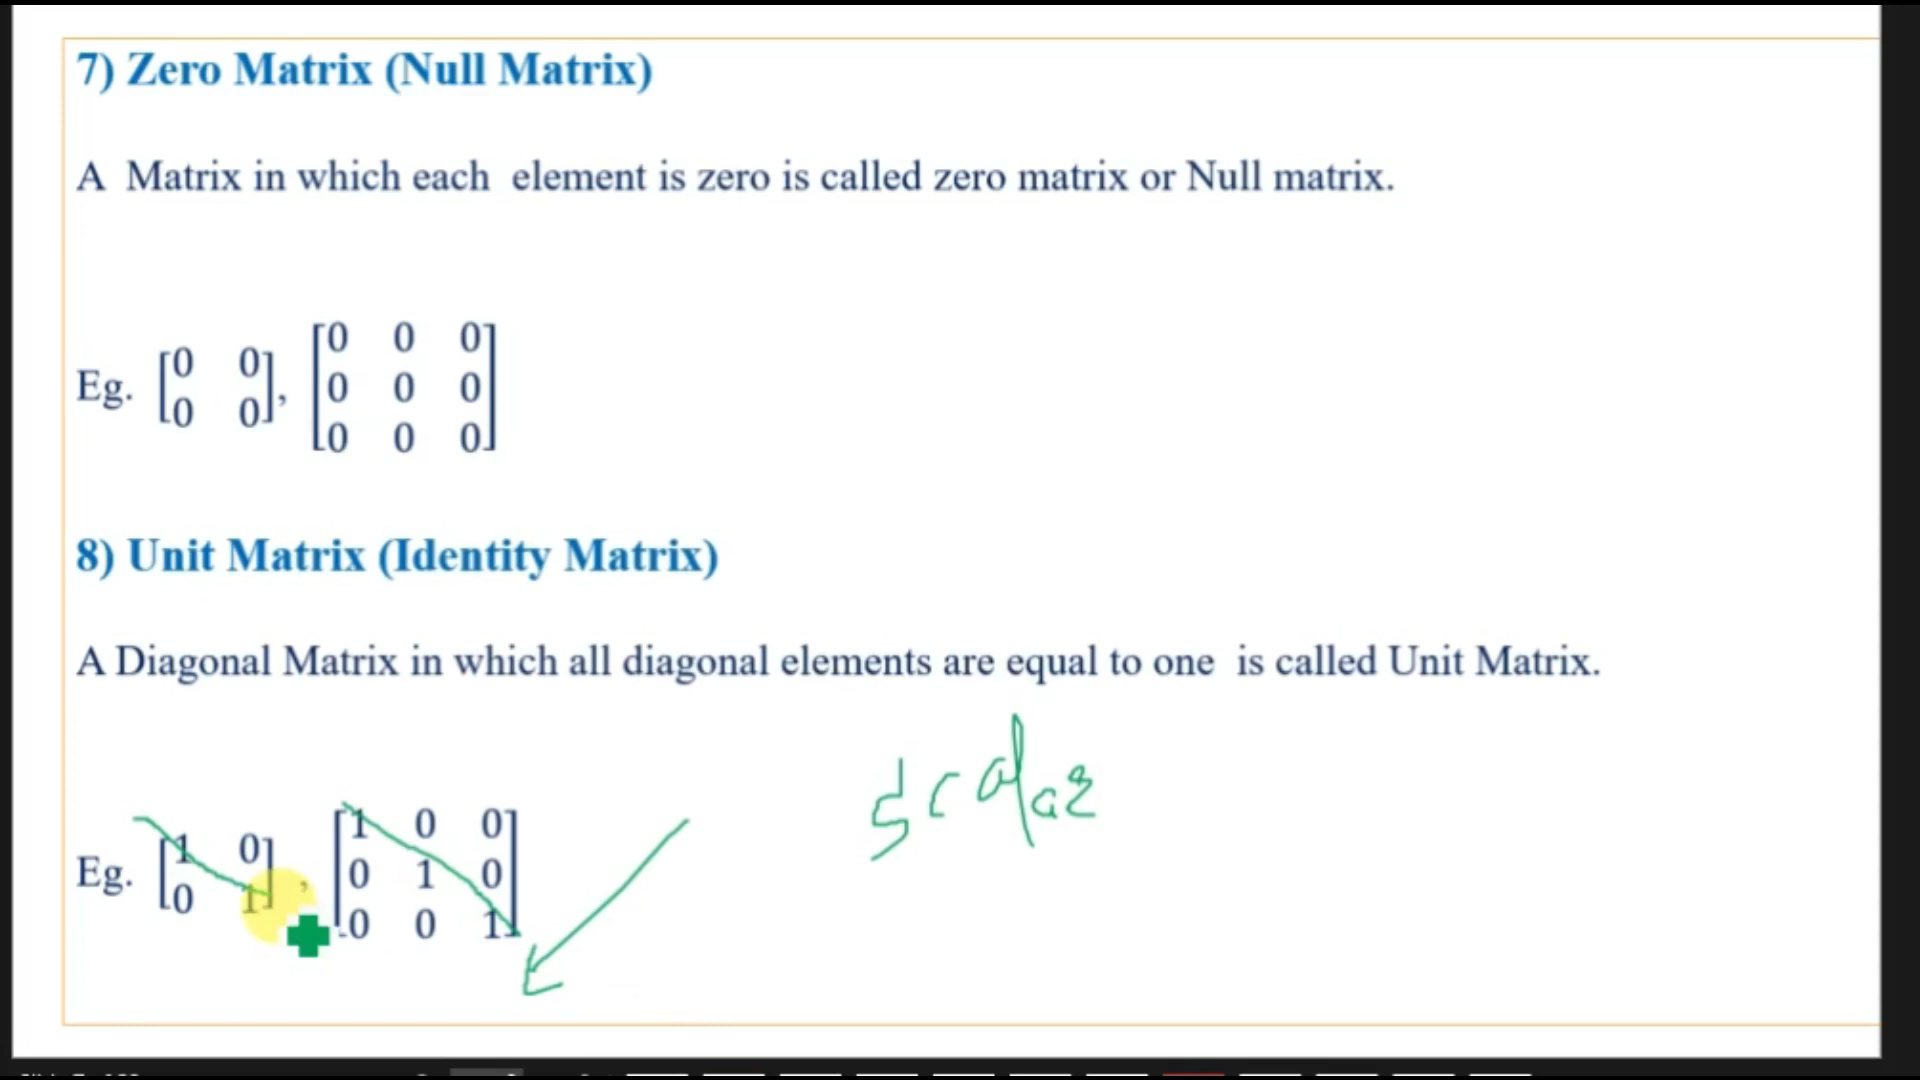 7) Zero Matrix (Null Matrix)
A Matrix in which each element is zero is called zero matrix or Null matrix.
Eg. [0 0
0 0], [0 0 0
0 0 0
0 0 0]
8) Unit Matrix (Identity Matrix)
A Diagonal Matrix in which all diagonal elements are equal to one is called Unit Matrix.
scalar
Eg. [1 0
0 1], [1 0 0
0 1 0
0 0 1]